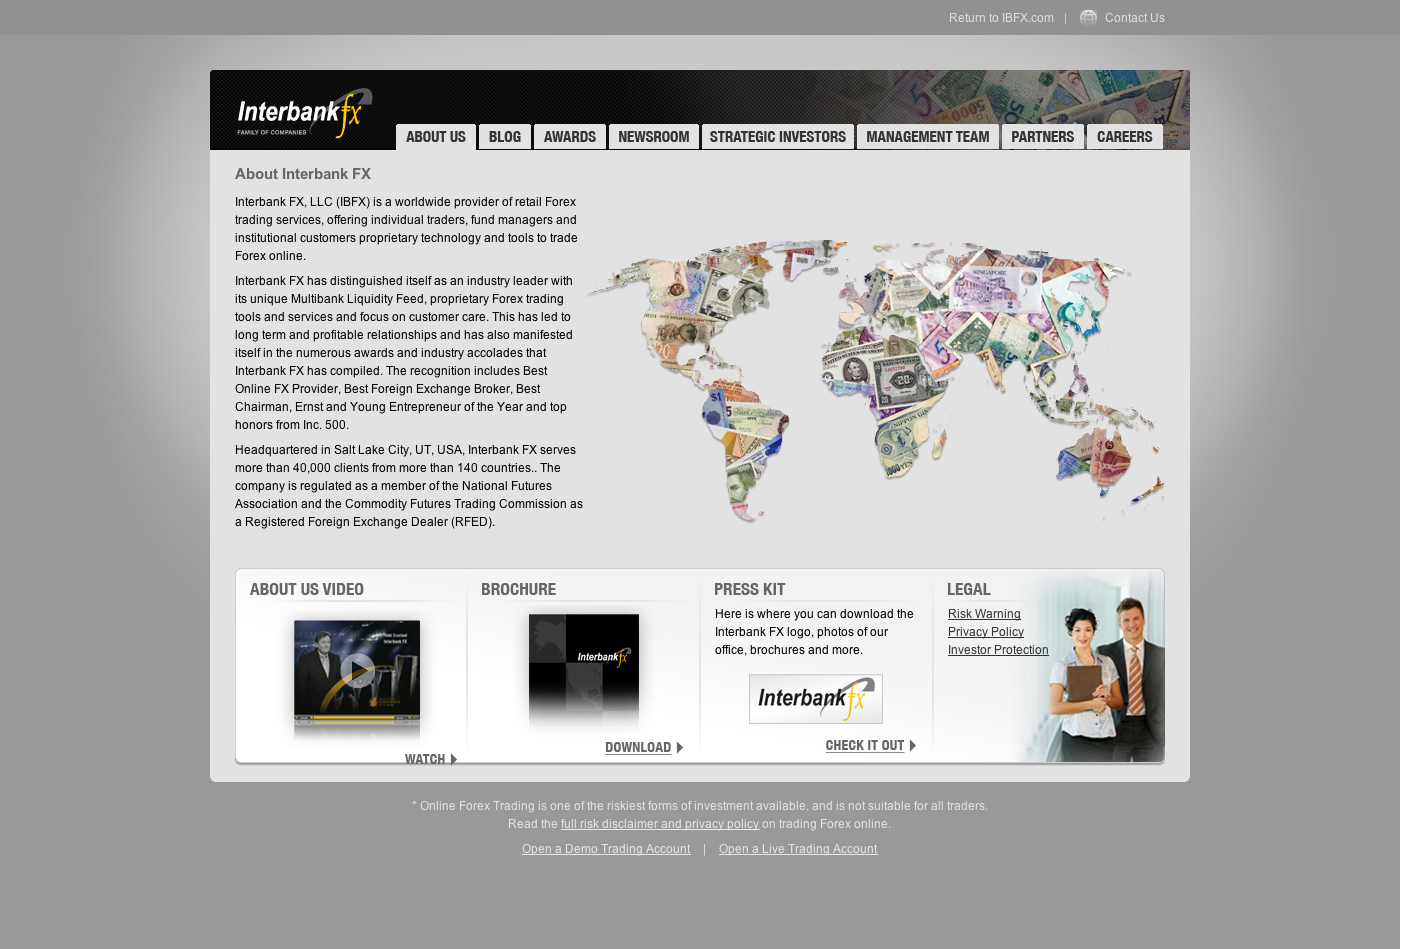 Return to IBFX.com | Contact Us
Interbankfx
FAMILY OF COMPANIES
ABOUT US BLOG AWARDS NEWSROOM STRATEGIC INVESTORS MANAGEMENT TEAM PARTNERS CAREERS
About Interbank FX
Interbank FX, LLC (IBFX) is a worldwide provider of retail Forex
trading services, offering individual traders, fund managers and
institutional customers proprietary technology and tools to trade
Forex online.
Interbank FX has distinguished itself as an industry leader with
its unique Multibank Liquidity Feed, proprietary Forex trading
tools and services and focus on customer care. This has led to
long term and profitable relationships and has also manifested
itself in the numerous awards and industry accolades that
Interbank FX has compiled. The recognition includes Best
Online FX Provider, Best Foreign Exchange Broker, Best
Chairman, Ernst and Young Entrepreneur of the Year and top
honors from Inc. 500.
Headquartered in Salt Lake City, UT, USA, Interbank FX serves
more than 40,000 clients from more than 140 countries.. The
company is regulated as a member of the National Futures
Association and the Commodity Futures Trading Commission as
a Registered Foreign Exchange Dealer (RFED).
SINGAPORE
20
$1
5
NIPPON GIN
ABOUT US VIDEO
Interbank FX
WATCH
BROCHURE
Interbankfx
DOWNLOAD
PRESS KIT
Here is where you can download the
Interbank FX logo, photos of our
office, brochures and more.
Interbankfx
CHECK IT OUT
LEGAL
Risk Warning
Privacy Policy
Investor Protection
* Online Forex Trading is one of the riskiest forms of investment available, and is not suitable for all traders.
Read the full risk disclaimer and privacy policy on trading Forex online.
Open a Demo Trading Account | Open a Live Trading Account